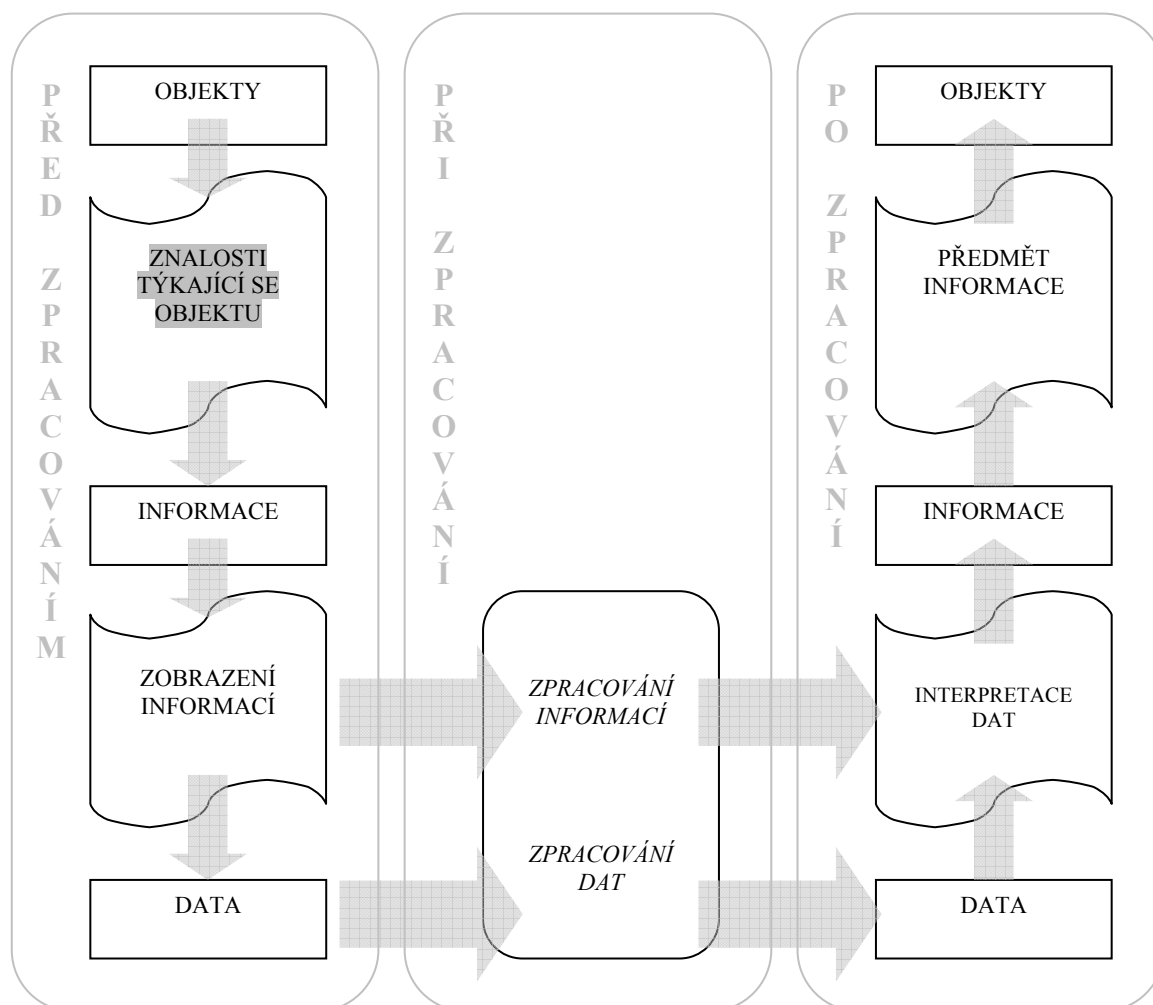 PŘED ZPRACOVÁNÍM
OBJEKTY
ZNALOSTI
TÝKAJÍCÍ SE
OBJEKTU
INFORMACE
ZOBRAZENÍ
INFORMACÍ
DATA
PŘI ZPRACOVÁNÍ
ZPRACOVÁNÍ
INFORMACÍ
ZPRACOVÁNÍ
DAT
PO ZPRACOVÁNÍ
OBJEKTY
PŘEDMĚT
INFORMACE
INFORMACE
INTERPRETACE
DAT
DATA